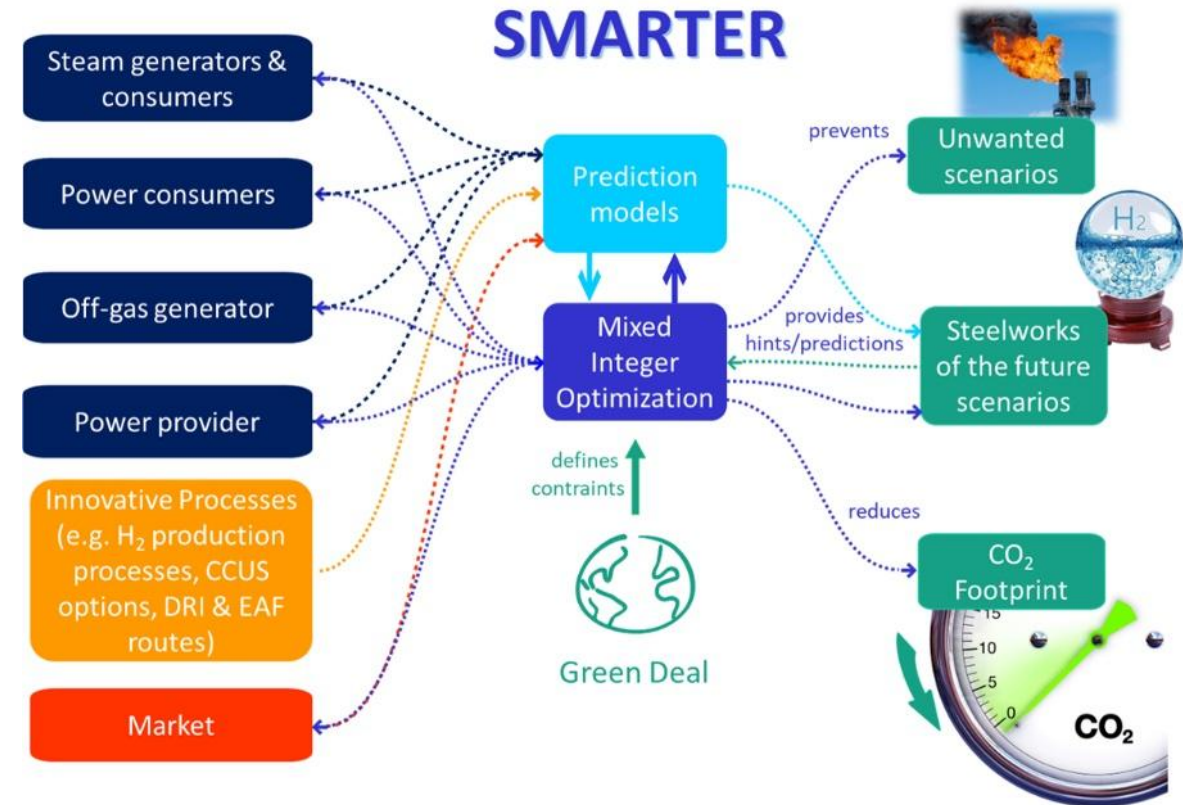 SMARTER
Steam generators &
consumers
Power consumers
Off-gas generator
Power provider
Innovative Processes
(e.g. H₂ production
processes, CCUS
options, DRI & EAF
routes)
Market
Prediction
models
Mixed
Integer
Optimization
defines
contraints
Green Deal
prevents
Unwanted
scenarios
H₂
provides
hints/predictions
Steelworks
of the future
scenarios
reduces
CO₂
Footprint
15
10
5
0
CO₂